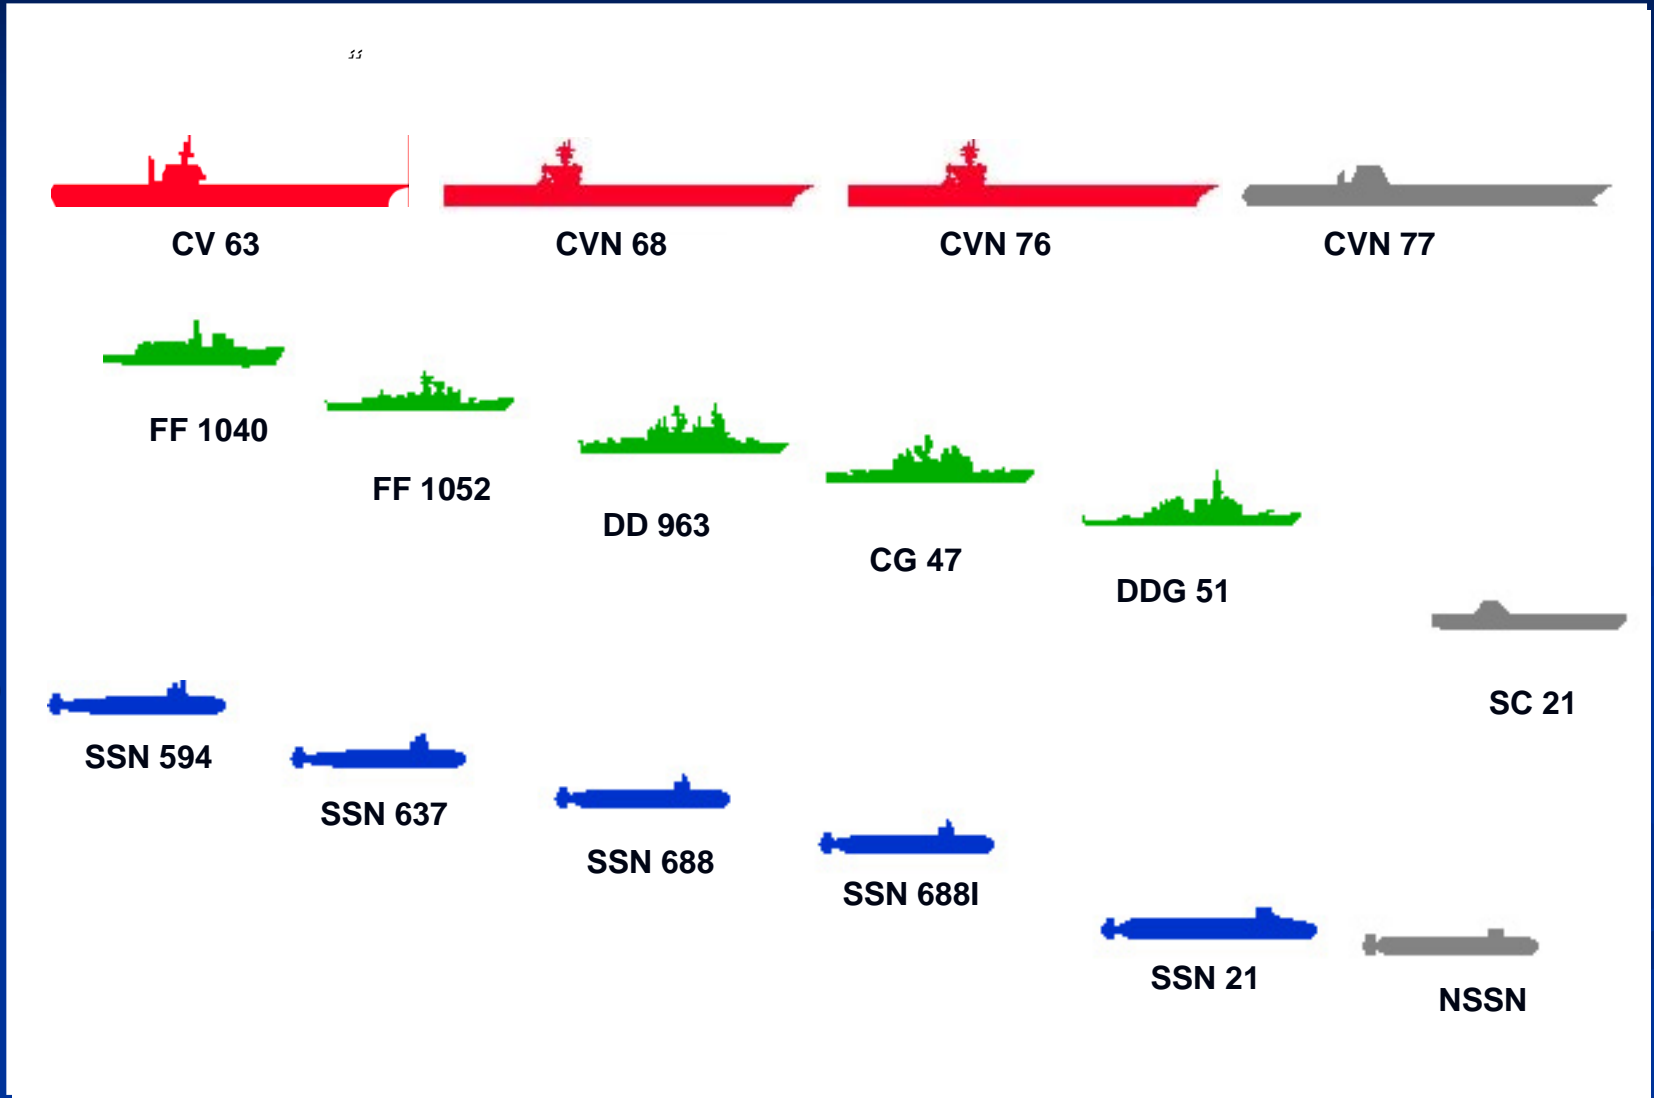 CV 63
CVN 68
CVN 76
CVN 77
FF 1040
FF 1052
DD 963
CG 47
DDG 51
SC 21
SSN 594
SSN 637
SSN 688
SSN 688I
SSN 21
NSSN